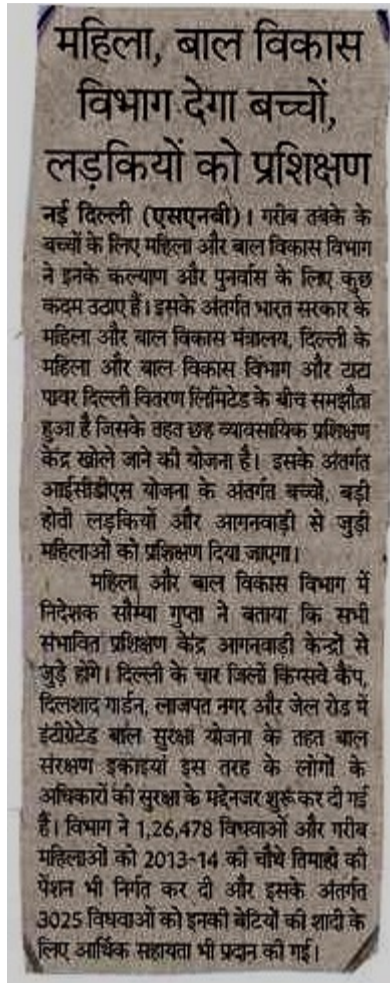 महिला, बाल विकास
विभाग देगा बच्चों,
लड़कियों को प्रशिक्षण
नई दिल्ली (एसएनबी)। गरीब तबके के
बच्चों के लिए महिला और बाल विकास विभाग
ने इनके कल्याण और पुनर्वास के लिए कुछ
कदम उठाए हैं। इसके अंतर्गत भारत सरकार के
महिला और बाल विकास मंत्रालय, दिल्ली के
महिला और बाल विकास विभाग और टाटा
पावर दिल्ली वितरण लिमिटेड के बीच समझौता
हुआ है जिसके तहत छह व्यावसायिक प्रशिक्षण
केंद्र खोले जाने की योजना है। इसके अंतर्गत
आईसीडीएस योजना के अंतर्गत बच्चों, बड़ी
होती लड़कियों और आगनवाड़ी से जुड़ी
महिलाओं को प्रशिक्षण दिया जाएगा।
महिला और बाल विकास विभाग में
निदेशक सौम्या गुप्ता ने बताया कि सभी
संभावित प्रशिक्षण केंद्र आगनवाड़ी केन्द्रों से
जुड़े होंगे। दिल्ली के चार जिलों किंग्सवे कैंप,
दिलशाद गार्डन, लाजपत नगर और जेल रोड में
इंटीग्रेटेड बाल सुरक्षा योजना के तहत बाल
संरक्षण इकाइयां इस तरह के लोगों के
अधिकारों की सुरक्षा के मद्देनजर शुरू कर दी गई
हैं। विभाग ने 1,26,478 विधवाओं और गरीब
महिलाओं को 2013-14 की चौथे तिमाही की
पेंशन भी निर्गत कर दी और इसके अंतर्गत
3025 विधवाओं को इनकी बेटियों की शादी के
लिए आर्थिक सहायता भी प्रदान की गई।